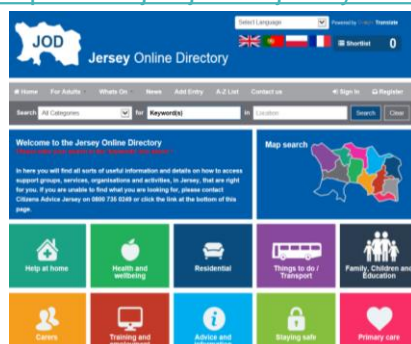 Select Language
Powered by Translate
JOD
Jersey Online Directory
Shortlist 0
Home For Adults Whats On News Add Entry A-Z List Contact us Sign In Register
Search All Categories for Keyword(s) in Location Search Clear
Welcome to the Jersey Online Directory
In here you will find all sorts of useful information and details on how to access
support groups, services, organisations and activities, in Jersey, that are right
for you. If you are unable to find what you are looking for, please contact
Citizens Advice Jersey on 0800 735 0249 or click the link at the bottom of this
page.
Map search
Help at home
Health and
wellbeing
Residential
Things to do /
Transport
Family, Children and
Education
Carers
Training and
employment
Advice and
information
Staying safe
Primary care